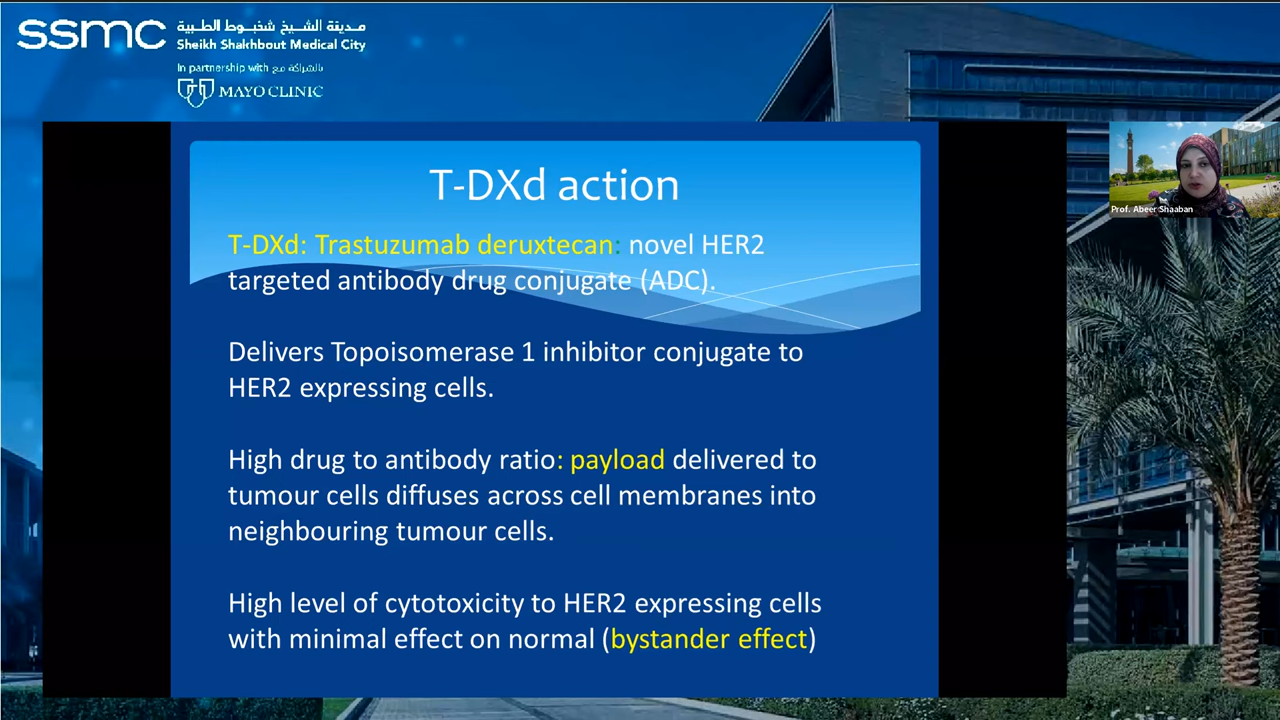 ssmc
مدينة الشيخ شخبوط الطبية
Sheikh Shakhbout Medical City
In partnership with بالشراكة مع
MAYO CLINIC
T-DXd action
T-DXd: Trastuzumab deruxtecan: novel HER2
targeted antibody drug conjugate (ADC).
Delivers Topoisomerase 1 inhibitor conjugate to
HER2 expressing cells.
High drug to antibody ratio: payload delivered to
tumour cells diffuses across cell membranes into
neighbouring tumour cells.
High level of cytotoxicity to HER2 expressing cells
with minimal effect on normal (bystander effect)
Prof. Abeer Shaaban